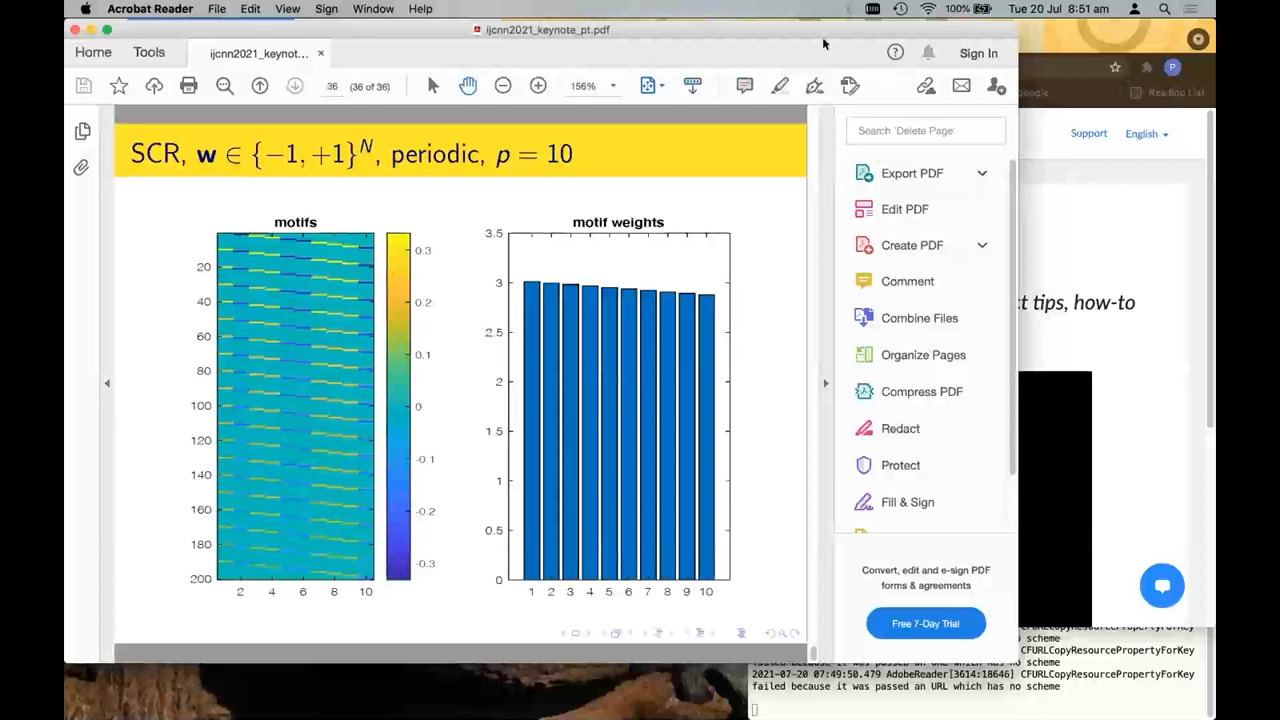 Acrobat Reader File Edit View Sign Window Help 100% Tue 20 Jul 8:51 am
ijcnn2021_keynote_pt.pdf
Home Tools ijcnn2021_keynot... × Sign In
36 (36 of 36) 156%
SCR, w ∈ {−1, +1}^N, periodic, p = 10
motifs
20
40
60
80
100
120
140
160
180
200
2 4 6 8 10
0.3
0.2
0.1
0
-0.1
-0.2
-0.3
motif weights
3.5
3
2.5
2
1.5
1
0.5
0
1 2 3 4 5 6 7 8 9 10
Search 'Delete Page'
Export PDF
Edit PDF
Create PDF
Comment
Combine Files
Organize Pages
Compress PDF
Redact
Protect
Fill & Sign
Convert, edit and e-sign PDF
forms & agreements
Free 7-Day Trial
P
Reading List
Support English
ct tips, how-to
CFURLCopyResourcePropertyForKey
o scheme
CFURLCopyResourcePropertyForKey
failed because it was passed an URL which has no scheme
2021-07-20 07:49:50.479 AdobeReader[3614:18646] CFURLCopyResourcePropertyForKey
failed because it was passed an URL which has no scheme